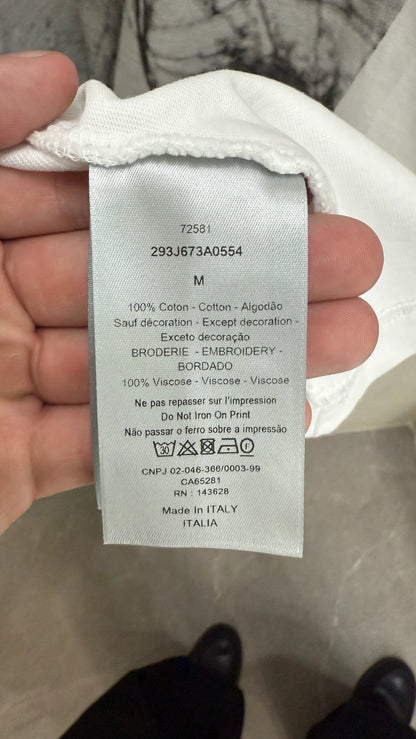 72581
293J673A0554
M
100% Coton - Cotton - Algodão
Sauf décoration - Except decoration -
Exceto decoração
BRODERIE - EMBROIDERY -
BORDADO
100% Viscose - Viscose - Viscose
Ne pas repasser sur l'impression
Do Not Iron On Print
Não passar o ferro sobre a impressão
30 F
CNPJ 02-046-366/0003-99
CA65281
RN : 143628
Made In ITALY
ITALIA